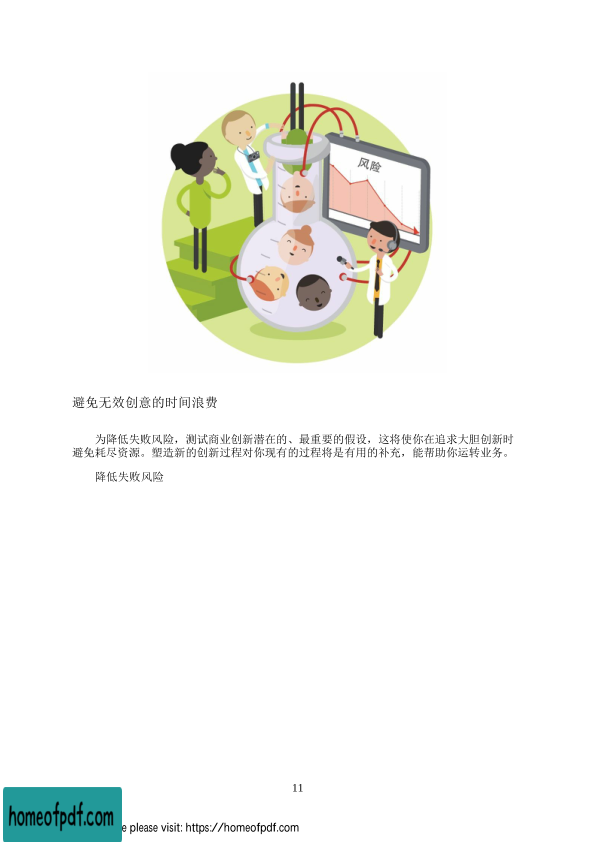 风险
避免无效创意的时间浪费
为降低失败风险，测试商业创新潜在的、最重要的假设，这将使你在追求大胆创新时
避免耗尽资源。塑造新的创新过程对你现有的过程将是有用的补充，能帮助你运转业务。
降低失败风险
11
homeofpdf.com
e please visit: https://homeofpdf.com